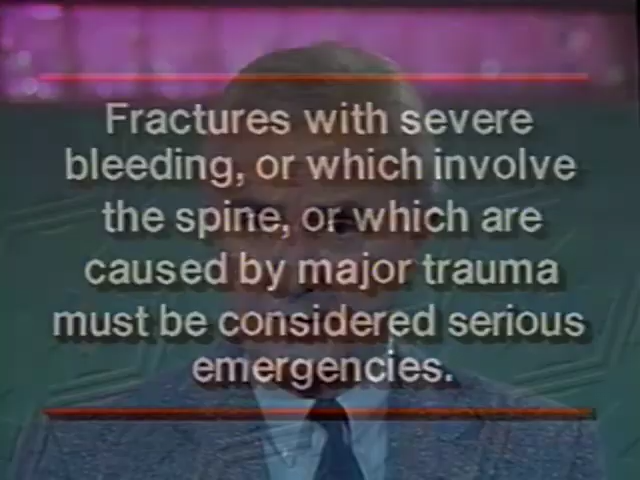 Fractures with severe
bleeding, or which involve
the spine, or which are
caused by major trauma
must be considered serious
emergencies.